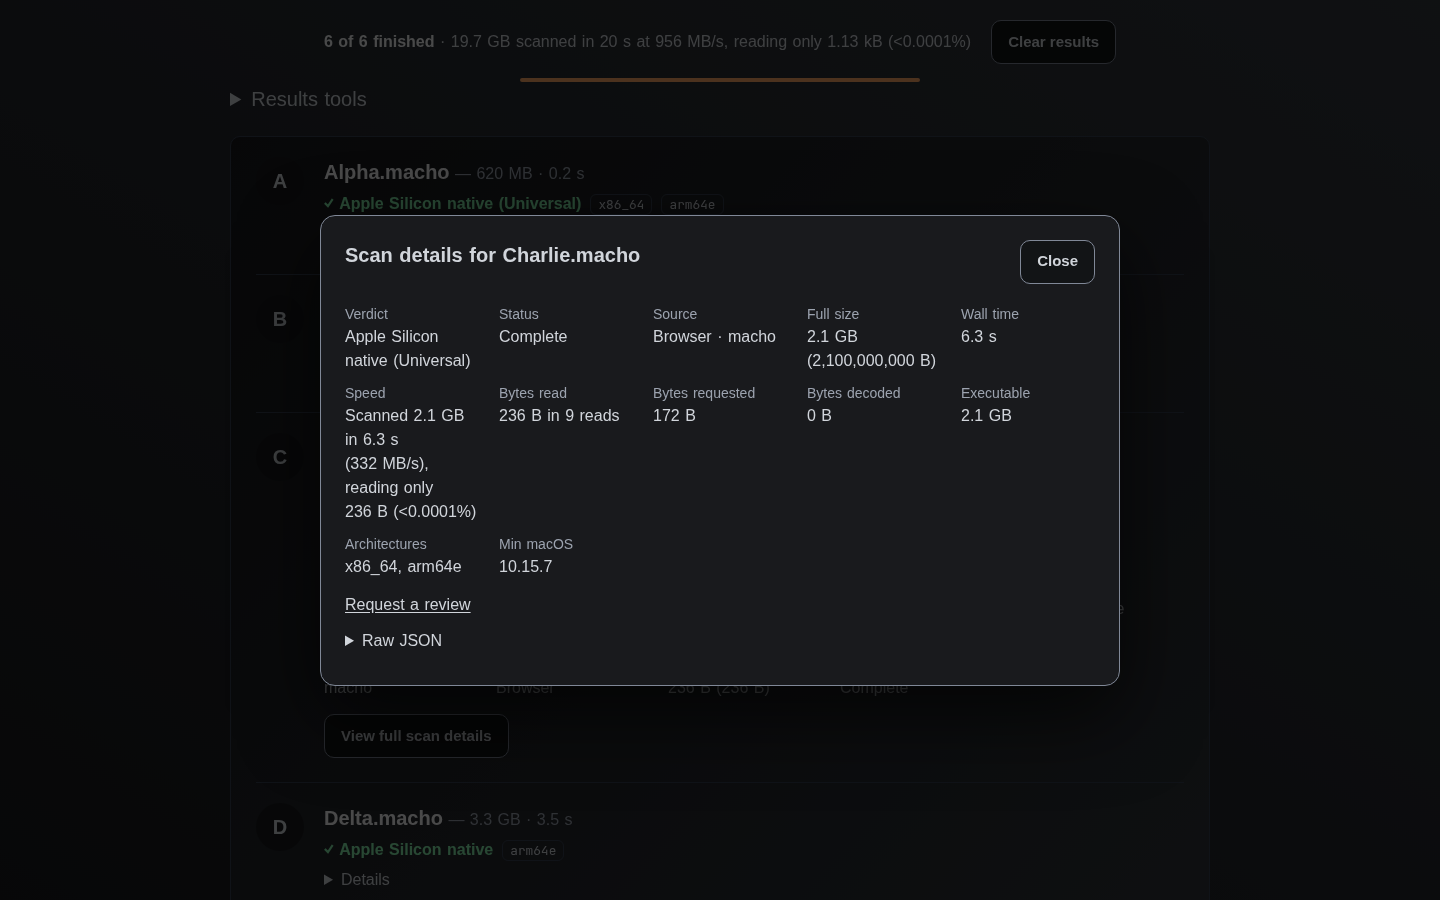 6 of 6 finished · 19.7 GB scanned in 20 s at 956 MB/s, reading only 1.13 kB (<0.0001%)
Clear results
Results tools
A
Alpha.macho — 620 MB · 0.2 s
✓ Apple Silicon native (Universal) x86_64 arm64e
Scan details for Charlie.macho
Close
Verdict
Apple Silicon
native (Universal)
Status
Complete
Source
Browser · macho
Full size
2.1 GB
(2,100,000,000 B)
Wall time
6.3 s
Speed
Scanned 2.1 GB
in 6.3 s
(332 MB/s),
reading only
236 B (<0.0001%)
Bytes read
236 B in 9 reads
Bytes requested
172 B
Bytes decoded
0 B
Executable
2.1 GB
Architectures
x86_64, arm64e
Min macOS
10.15.7
Request a review
Raw JSON
B
C
macho Browser 236 B (236 B) Complete
View full scan details
D
Delta.macho — 3.3 GB · 3.5 s
✓ Apple Silicon native arm64e
Details